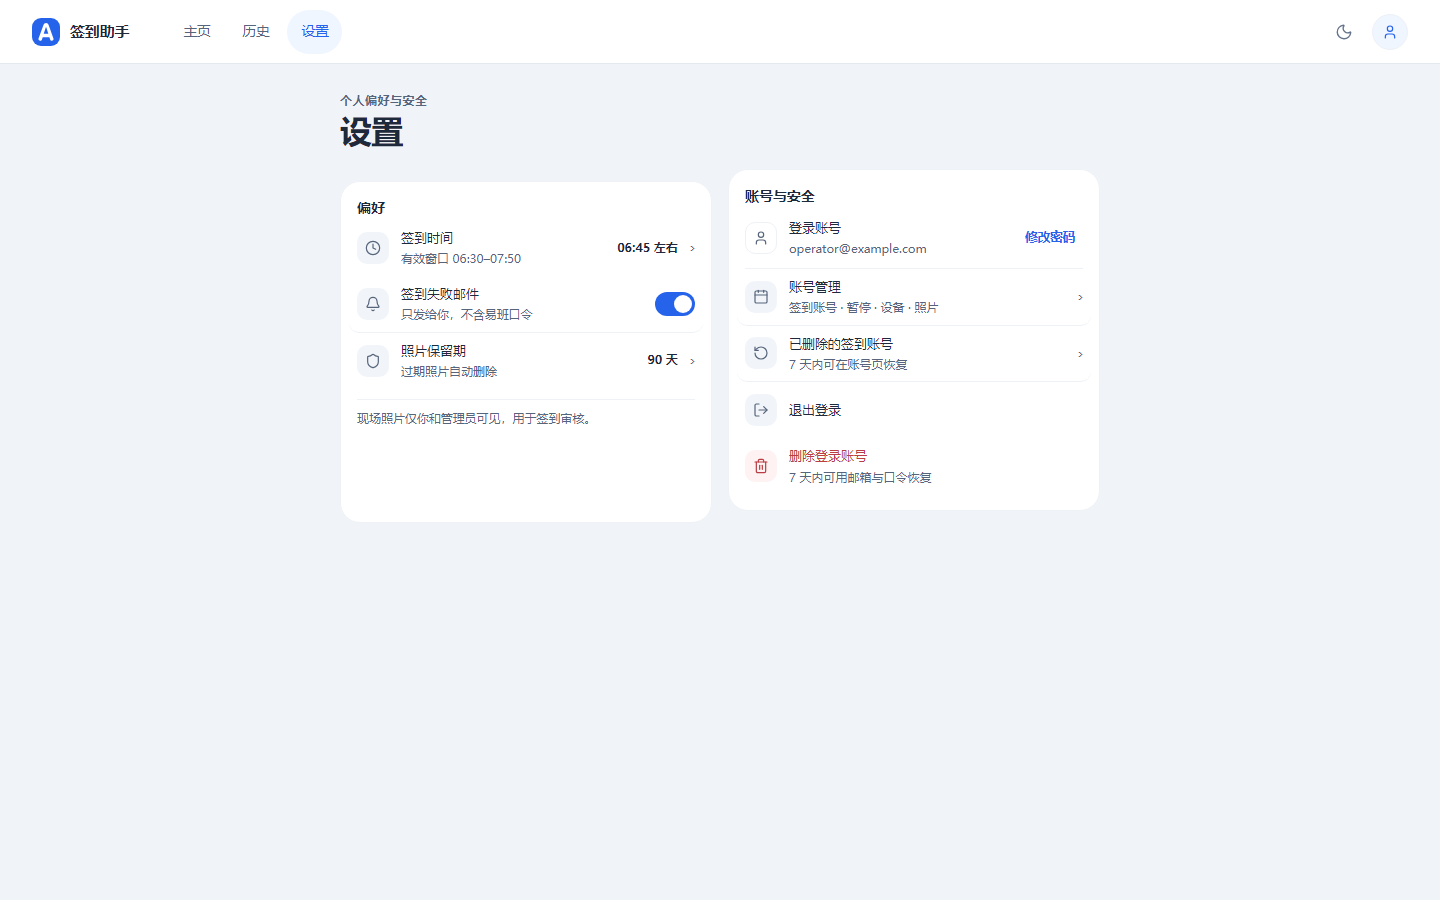 签到助手
主页
历史
设置
个人偏好与安全
设置
偏好
签到时间
有效窗口 06:30–07:50
06:45 左右
签到失败邮件
只发给你，不含易班口令
照片保留期
过期照片自动删除
90 天
现场照片仅你和管理员可见，用于签到审核。
账号与安全
登录账号
operator@example.com
修改密码
账号管理
签到账号 · 暂停 · 设备 · 照片
已删除的签到账号
7 天内可在账号页恢复
退出登录
删除登录账号
7 天内可用邮箱与口令恢复